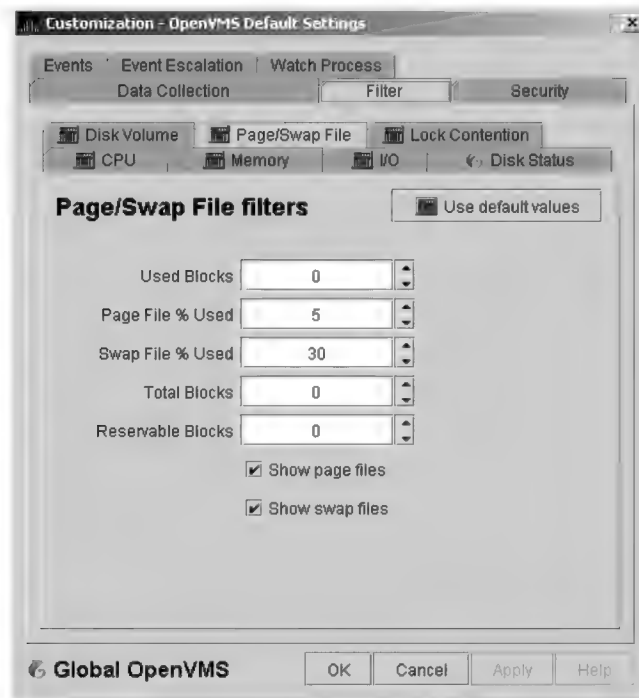 Customization - OpenVMS Default Settings
Events Event Escalation Watch Process
Data Collection Filter Security
Disk Volume Page/Swap File Lock Contention
CPU Memory I/O Disk Status
Page/Swap File filters Use default values
Used Blocks 0
Page File % Used 5
Swap File % Used 30
Total Blocks 0
Reservable Blocks 0
Show page files
Show swap files
Global OpenVMS OK Cancel Apply Help